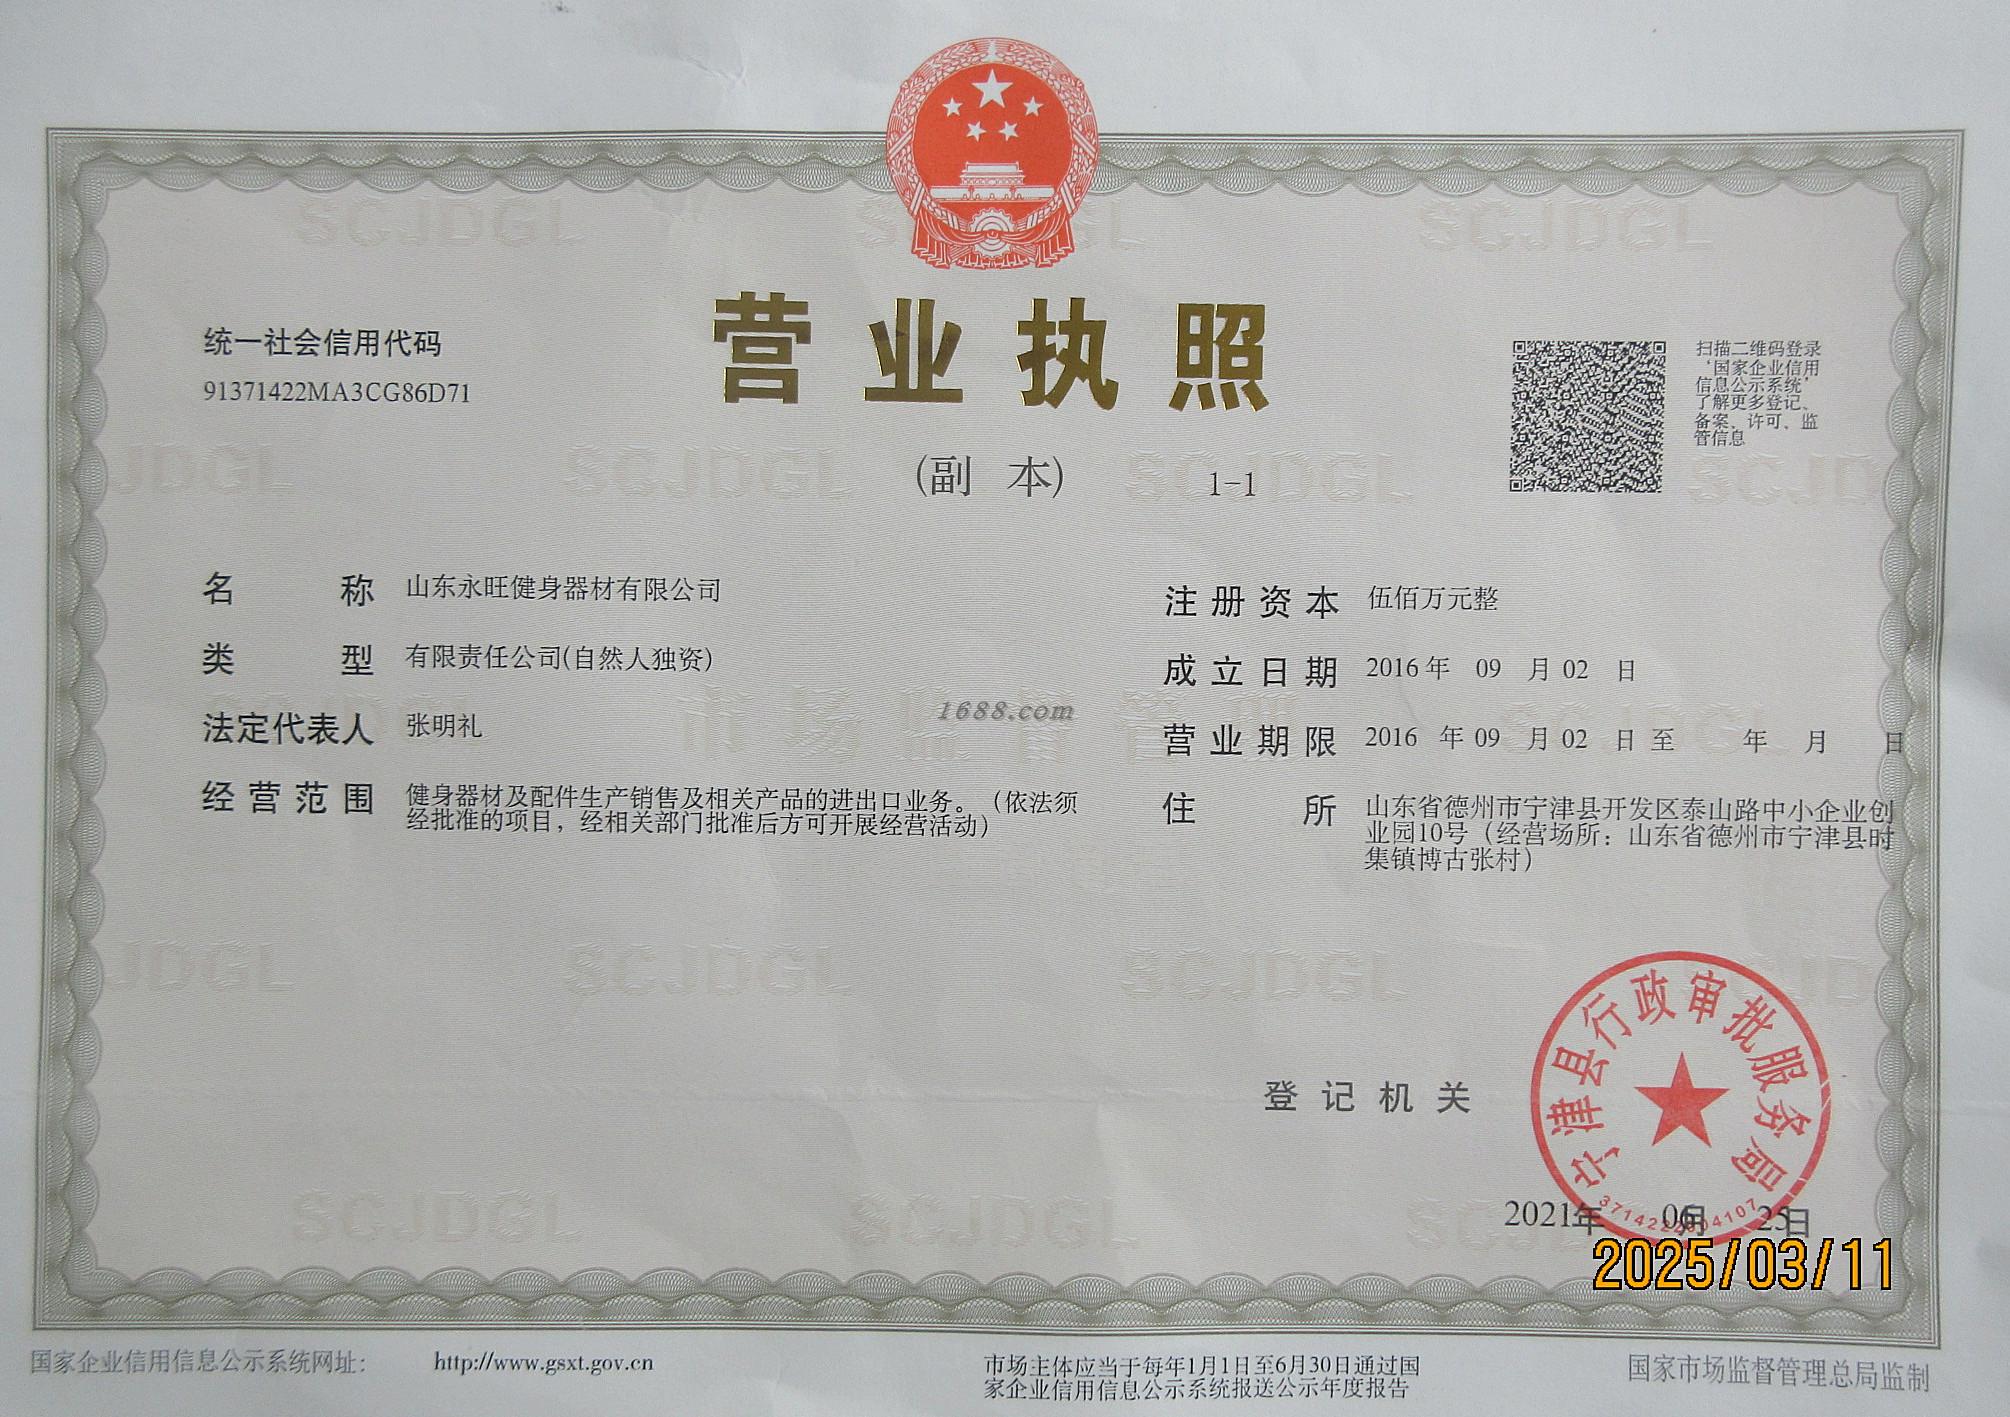 营业执照
(副 本) 1-1
统一社会信用代码
91371422MA3CG86D71
扫描二维码登录
‘国家企业信用
信息公示系统’
了解更多登记、
备案、许可、监
管信息
名 称 山东永旺健身器材有限公司
类 型 有限责任公司(自然人独资)
法定代表人 张明礼
经营范围 健身器材及配件生产销售及相关产品的进出口业务。（依法须
经批准的项目，经相关部门批准后方可开展经营活动）
注册资本 伍佰万元整
成立日期 2016年 09 月 02 日
营业期限 2016 年 09 月 02 日 至 年 月 日
住 所 山东省德州市宁津县开发区泰山路中小企业创
业园10号（经营场所：山东省德州市宁津县时
集镇博古张村）
1688.com
登记机关
宁津县行政审批服务局
2021年 06月 25日
2025/03/11
国家企业信用信息公示系统网址： http://www.gsxt.gov.cn
市场主体应当于每年1月1日至6月30日通过国
家企业信用信息公示系统报送公示年度报告
国家市场监督管理总局监制